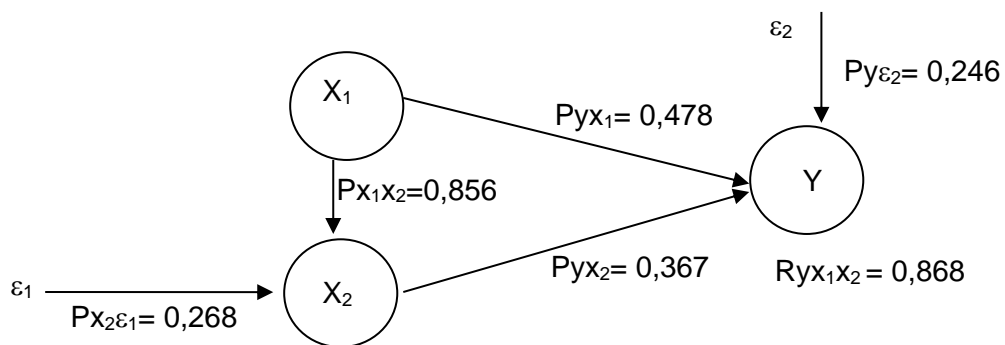 ε₂
X₁
Pyε₂= 0,246
Pyx₁= 0,478
Y
Px₁x₂=0,856
Pyx₂= 0,367
Ryx₁x₂ = 0,868
ε₁
X₂
Px₂ε₁= 0,268